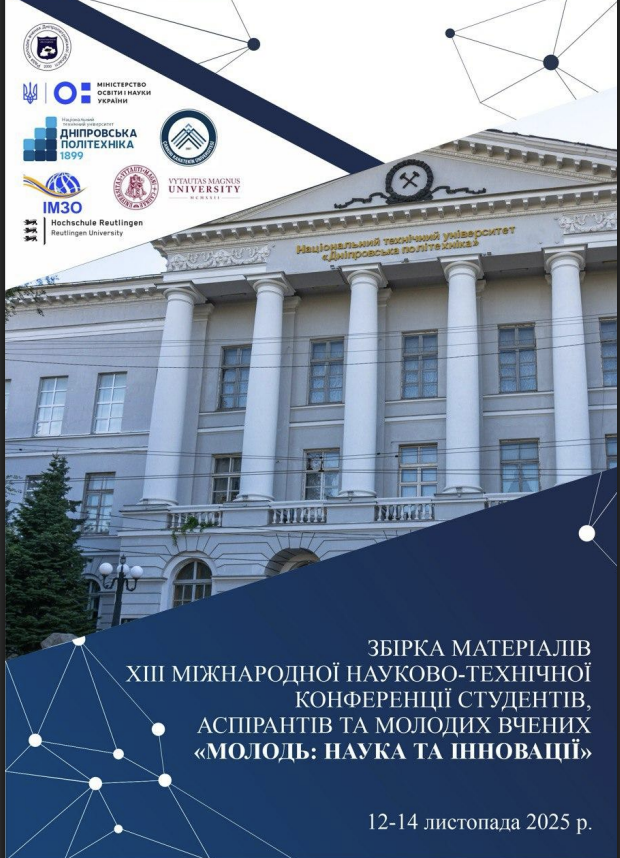 МІНІСТЕРСТВО
ОСВІТИ І НАУКИ
УКРАЇНИ
Національний
технічний університет
ДНІПРОВСЬКА
ПОЛІТЕХНІКА
1899
VYTAUTAS MAGNUS
UNIVERSITY
MCMXXII
ІМЗО
Hochschule Reutlingen
Reutlingen University
Національний технічний університет
«Дніпровська політехніка»
ЗБІРКА МАТЕРІАЛІВ
XIII МІЖНАРОДНОЇ НАУКОВО-ТЕХНІЧНОЇ
КОНФЕРЕНЦІЇ СТУДЕНТІВ,
АСПІРАНТІВ ТА МОЛОДИХ ВЧЕНИХ
«МОЛОДЬ: НАУКА ТА ІННОВАЦІЇ»
12-14 листопада 2025 р.